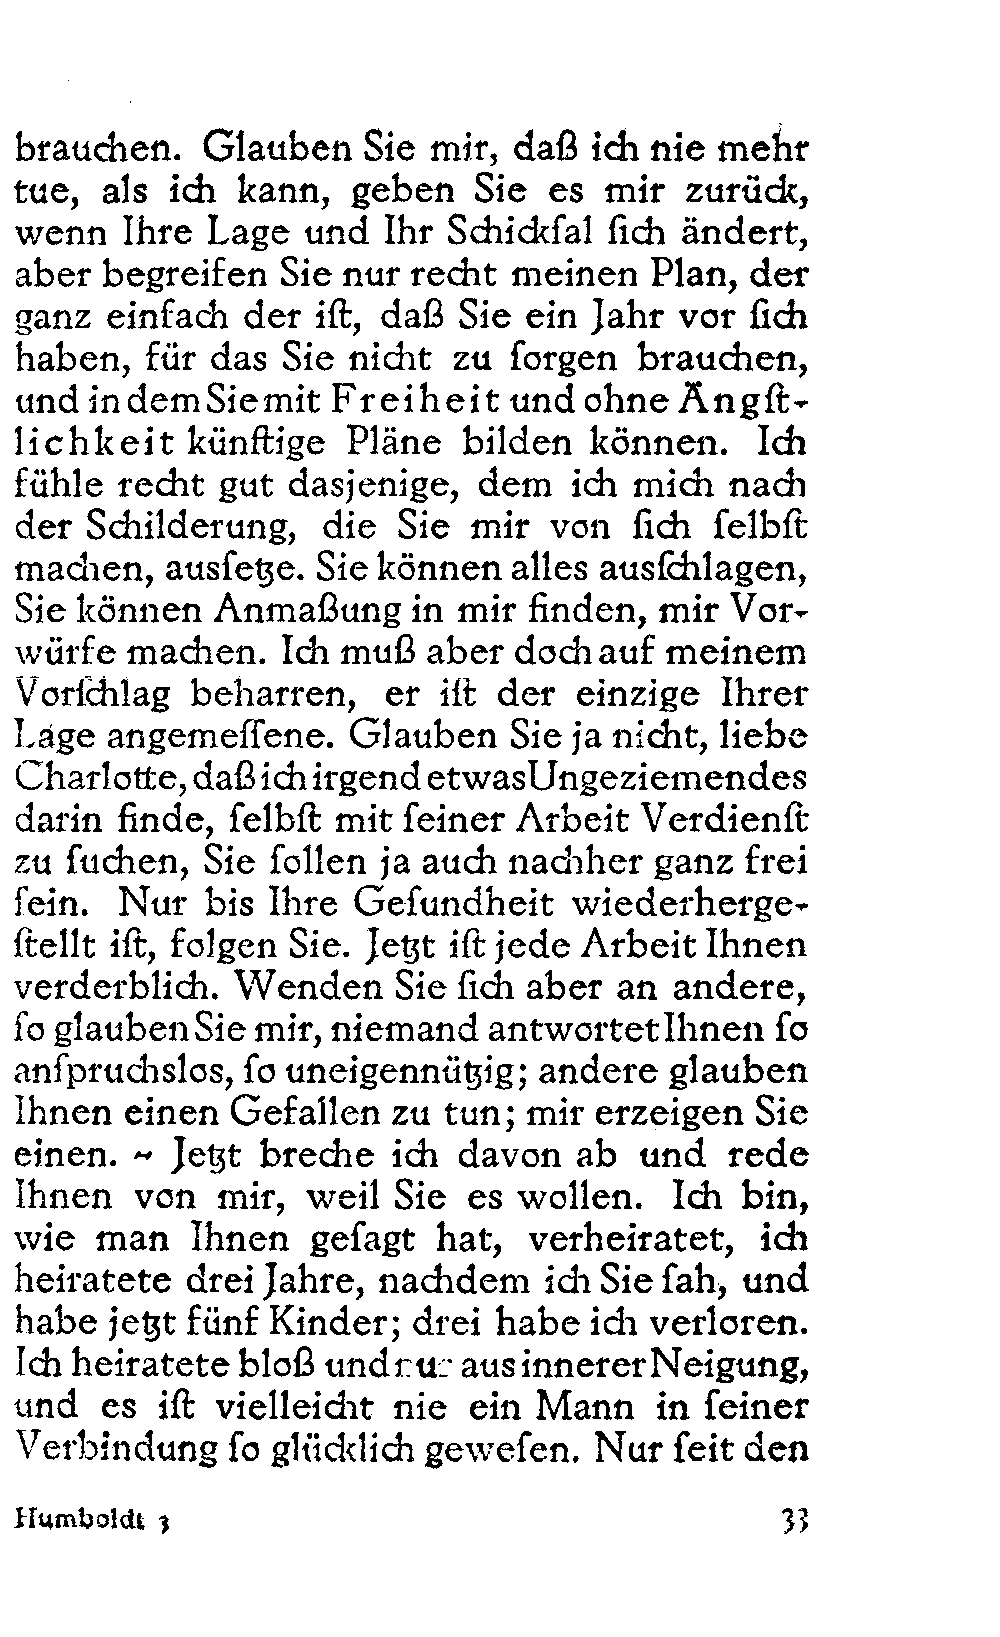 brauchen. Glauben Sie mir, daß ich nie mehr
tue, als ich kann, geben Sie es mir zurück,
wenn Ihre Lage und Ihr Schickſal ſich ändert,
aber begreifen Sie nur recht meinen Plan, der
ganz einfach der iſt, daß Sie ein Jahr vor ſich
haben, für das Sie nicht zu ſorgen brauchen,
und in dem Sie mit Freiheit und ohne Ängſt-
lichkeit künftige Pläne bilden können. Ich
fühle recht gut dasjenige, dem ich mich nach
der Schilderung, die Sie mir von ſich ſelbſt
machen, ausſetze. Sie können alles ausſchlagen,
Sie können Anmaßung in mir finden, mir Vor-
würfe machen. Ich muß aber doch auf meinem
Vorſchlag beharren, er iſt der einzige Ihrer
Lage angemeſſene. Glauben Sie ja nicht, liebe
Charlotte, daß ich irgend etwas Ungeziemendes
darin finde, ſelbſt mit ſeiner Arbeit Verdienſt
zu ſuchen, Sie ſollen ja auch nachher ganz frei
ſein. Nur bis Ihre Geſundheit wiederherge-
ſtellt iſt, folgen Sie. Jetzt iſt jede Arbeit Ihnen
verderblich. Wenden Sie ſich aber an andere,
ſo glauben Sie mir, niemand antwortet Ihnen ſo
anſpruchslos, ſo uneigennützig; andere glauben
Ihnen einen Gefallen zu tun; mir erzeigen Sie
einen. ~ Jetzt breche ich davon ab und rede
Ihnen von mir, weil Sie es wollen. Ich bin,
wie man Ihnen geſagt hat, verheiratet, ich
heiratete drei Jahre, nachdem ich Sie ſah, und
habe jetzt fünf Kinder; drei habe ich verloren.
Ich heiratete bloß und nur aus innerer Neigung,
und es iſt vielleicht nie ein Mann in ſeiner
Verbindung ſo glücklich geweſen. Nur ſeit den
Humboldt 3
33